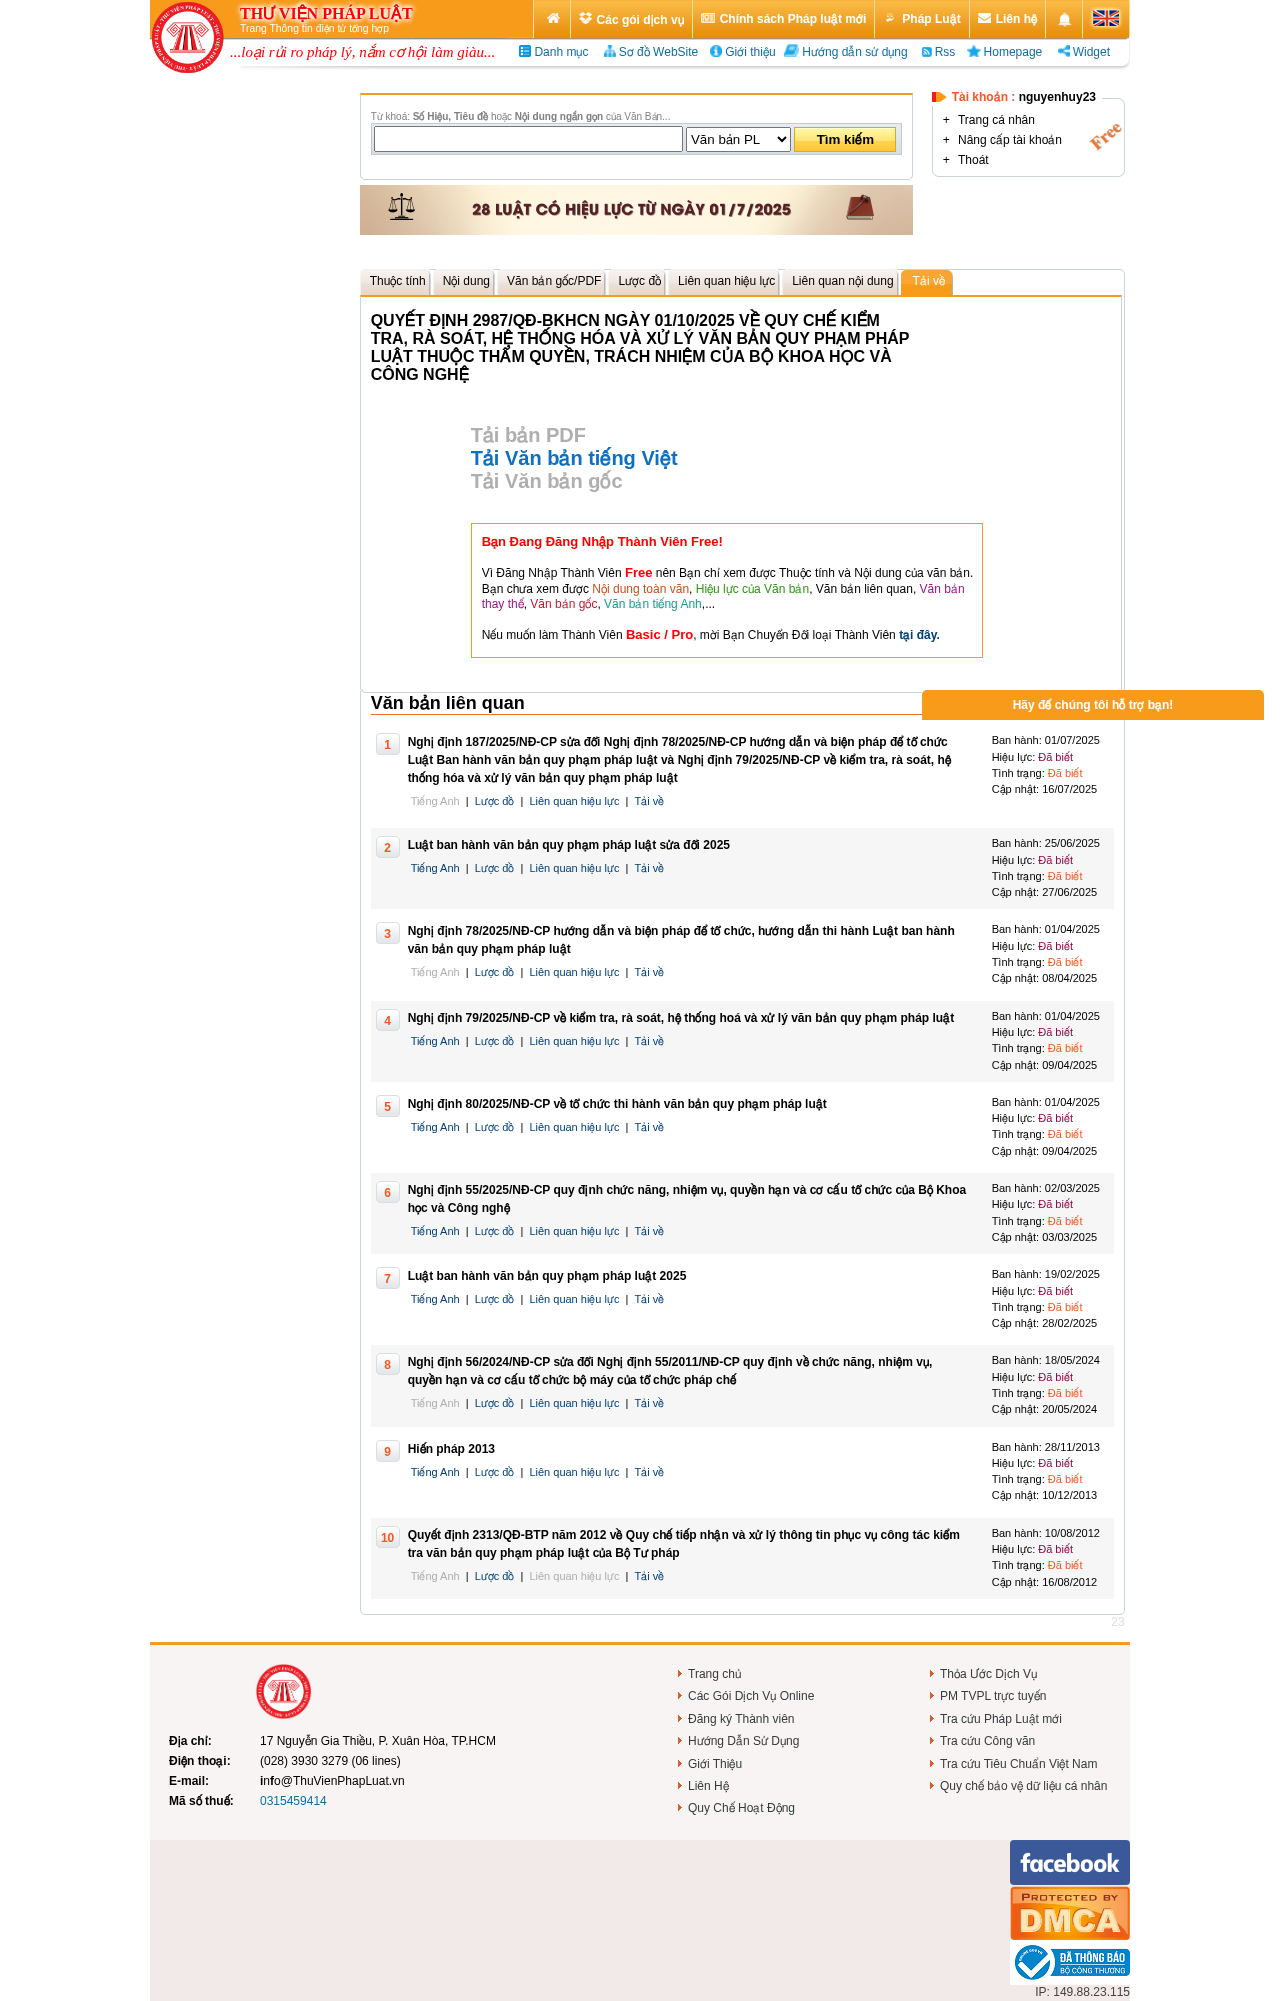 THƯ VIỆN PHÁP LUẬT
Trang Thông tin điện tử tổng hợp
Các gói dịch vụ
Chính sách Pháp luật mới
Pháp Luật
Liên hệ
...loại rủi ro pháp lý, nắm cơ hội làm giàu...
Danh mục
Sơ đồ WebSite
Giới thiệu
Hướng dẫn sử dụng
Rss
Homepage
Widget
Từ khoá: Số Hiệu, Tiêu đề hoặc Nội dung ngắn gọn của Văn Bản...
Văn bản PL
Tìm kiếm
Tài khoản : nguyenhuy23
+ Trang cá nhân
+ Nâng cấp tài khoản
+ Thoát
Free
28 LUẬT CÓ HIỆU LỰC TỪ NGÀY 01/7/2025
Thuộc tính
Nội dung
Văn bản gốc/PDF
Lược đồ
Liên quan hiệu lực
Liên quan nội dung
Tải về
QUYẾT ĐỊNH 2987/QĐ-BKHCN NGÀY 01/10/2025 VỀ QUY CHẾ KIỂM
TRA, RÀ SOÁT, HỆ THỐNG HÓA VÀ XỬ LÝ VĂN BẢN QUY PHẠM PHÁP
LUẬT THUỘC THẨM QUYỀN, TRÁCH NHIỆM CỦA BỘ KHOA HỌC VÀ
CÔNG NGHỆ
Tải bản PDF
Tải Văn bản tiếng Việt
Tải Văn bản gốc
Bạn Đang Đăng Nhập Thành Viên Free!
Vì Đăng Nhập Thành Viên Free nên Bạn chỉ xem được Thuộc tính và Nội dung của văn bản.
Bạn chưa xem được Nội dung toàn văn, Hiệu lực của Văn bản, Văn bản liên quan, Văn bản
thay thế, Văn bản gốc, Văn bản tiếng Anh,...
Nếu muốn làm Thành Viên Basic / Pro, mời Bạn Chuyển Đổi loại Thành Viên tại đây.
Văn bản liên quan
Hãy để chúng tôi hỗ trợ bạn!
1
Nghị định 187/2025/NĐ-CP sửa đổi Nghị định 78/2025/NĐ-CP hướng dẫn và biện pháp để tổ chức
Luật Ban hành văn bản quy phạm pháp luật và Nghị định 79/2025/NĐ-CP về kiểm tra, rà soát, hệ
thống hóa và xử lý văn bản quy phạm pháp luật
Tiếng Anh | Lược đồ | Liên quan hiệu lực | Tải về
Ban hành: 01/07/2025
Hiệu lực: Đã biết
Tình trạng: Đã biết
Cập nhật: 16/07/2025
2
Luật ban hành văn bản quy phạm pháp luật sửa đổi 2025
Tiếng Anh | Lược đồ | Liên quan hiệu lực | Tải về
Ban hành: 25/06/2025
Hiệu lực: Đã biết
Tình trạng: Đã biết
Cập nhật: 27/06/2025
3
Nghị định 78/2025/NĐ-CP hướng dẫn và biện pháp để tổ chức, hướng dẫn thi hành Luật ban hành
văn bản quy phạm pháp luật
Tiếng Anh | Lược đồ | Liên quan hiệu lực | Tải về
Ban hành: 01/04/2025
Hiệu lực: Đã biết
Tình trạng: Đã biết
Cập nhật: 08/04/2025
4
Nghị định 79/2025/NĐ-CP về kiểm tra, rà soát, hệ thống hoá và xử lý văn bản quy phạm pháp luật
Tiếng Anh | Lược đồ | Liên quan hiệu lực | Tải về
Ban hành: 01/04/2025
Hiệu lực: Đã biết
Tình trạng: Đã biết
Cập nhật: 09/04/2025
5
Nghị định 80/2025/NĐ-CP về tổ chức thi hành văn bản quy phạm pháp luật
Tiếng Anh | Lược đồ | Liên quan hiệu lực | Tải về
Ban hành: 01/04/2025
Hiệu lực: Đã biết
Tình trạng: Đã biết
Cập nhật: 09/04/2025
6
Nghị định 55/2025/NĐ-CP quy định chức năng, nhiệm vụ, quyền hạn và cơ cấu tổ chức của Bộ Khoa
học và Công nghệ
Tiếng Anh | Lược đồ | Liên quan hiệu lực | Tải về
Ban hành: 02/03/2025
Hiệu lực: Đã biết
Tình trạng: Đã biết
Cập nhật: 03/03/2025
7
Luật ban hành văn bản quy phạm pháp luật 2025
Tiếng Anh | Lược đồ | Liên quan hiệu lực | Tải về
Ban hành: 19/02/2025
Hiệu lực: Đã biết
Tình trạng: Đã biết
Cập nhật: 28/02/2025
8
Nghị định 56/2024/NĐ-CP sửa đổi Nghị định 55/2011/NĐ-CP quy định về chức năng, nhiệm vụ,
quyền hạn và cơ cấu tổ chức bộ máy của tổ chức pháp chế
Tiếng Anh | Lược đồ | Liên quan hiệu lực | Tải về
Ban hành: 18/05/2024
Hiệu lực: Đã biết
Tình trạng: Đã biết
Cập nhật: 20/05/2024
9
Hiến pháp 2013
Tiếng Anh | Lược đồ | Liên quan hiệu lực | Tải về
Ban hành: 28/11/2013
Hiệu lực: Đã biết
Tình trạng: Đã biết
Cập nhật: 10/12/2013
10
Quyết định 2313/QĐ-BTP năm 2012 về Quy chế tiếp nhận và xử lý thông tin phục vụ công tác kiểm
tra văn bản quy phạm pháp luật của Bộ Tư pháp
Tiếng Anh | Lược đồ | Liên quan hiệu lực | Tải về
Ban hành: 10/08/2012
Hiệu lực: Đã biết
Tình trạng: Đã biết
Cập nhật: 16/08/2012
23
Địa chỉ: 17 Nguyễn Gia Thiều, P. Xuân Hòa, TP.HCM
Điện thoại: (028) 3930 3279 (06 lines)
E-mail: info@ThuVienPhapLuat.vn
Mã số thuế: 0315459414
Trang chủ
Các Gói Dịch Vụ Online
Đăng ký Thành viên
Hướng Dẫn Sử Dụng
Giới Thiệu
Liên Hệ
Quy Chế Hoạt Động
Thỏa Ước Dịch Vụ
PM TVPL trực tuyến
Tra cứu Pháp Luật mới
Tra cứu Công văn
Tra cứu Tiêu Chuẩn Việt Nam
Quy chế bảo vệ dữ liệu cá nhân
facebook
PROTECTED BY
DMCA
ĐÃ THÔNG BÁO
BỘ CÔNG THƯƠNG
IP: 149.88.23.115